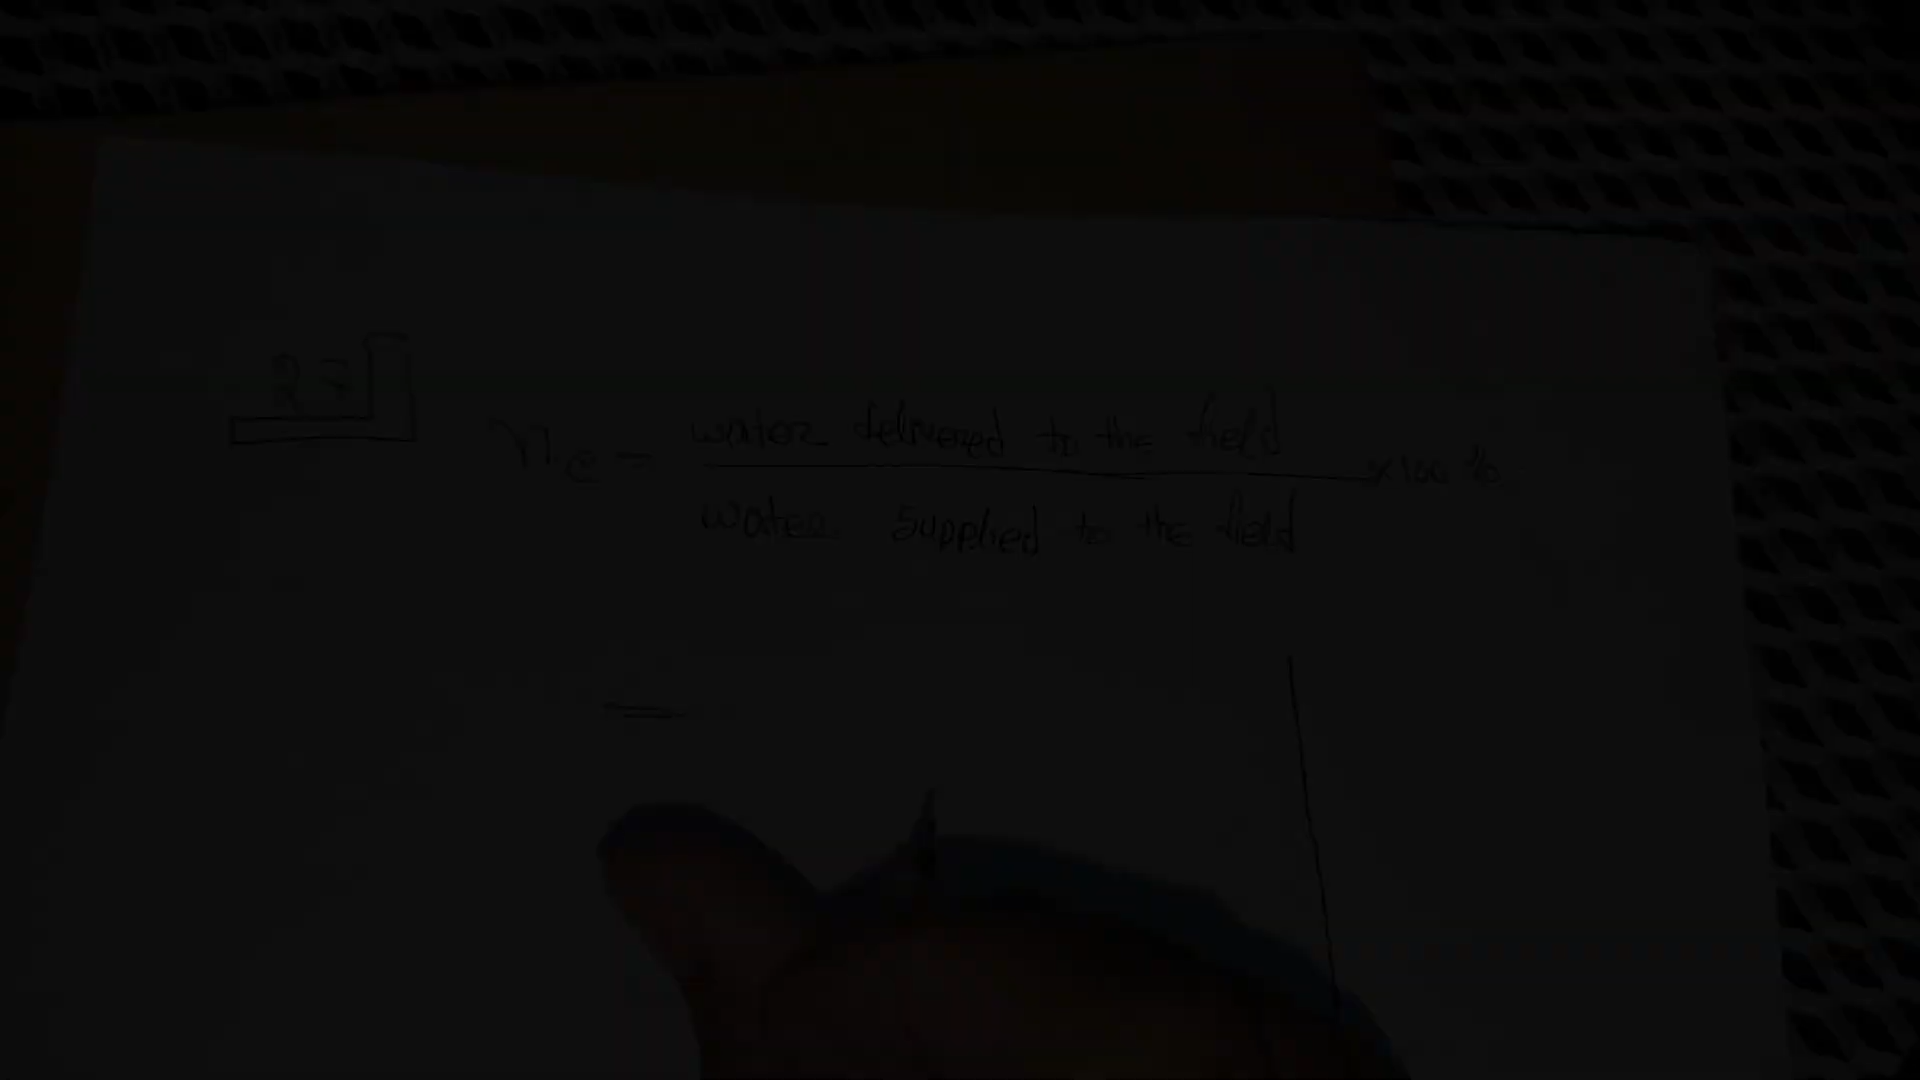 ηc = water delivered to the field / water supplied to the field ×100 %